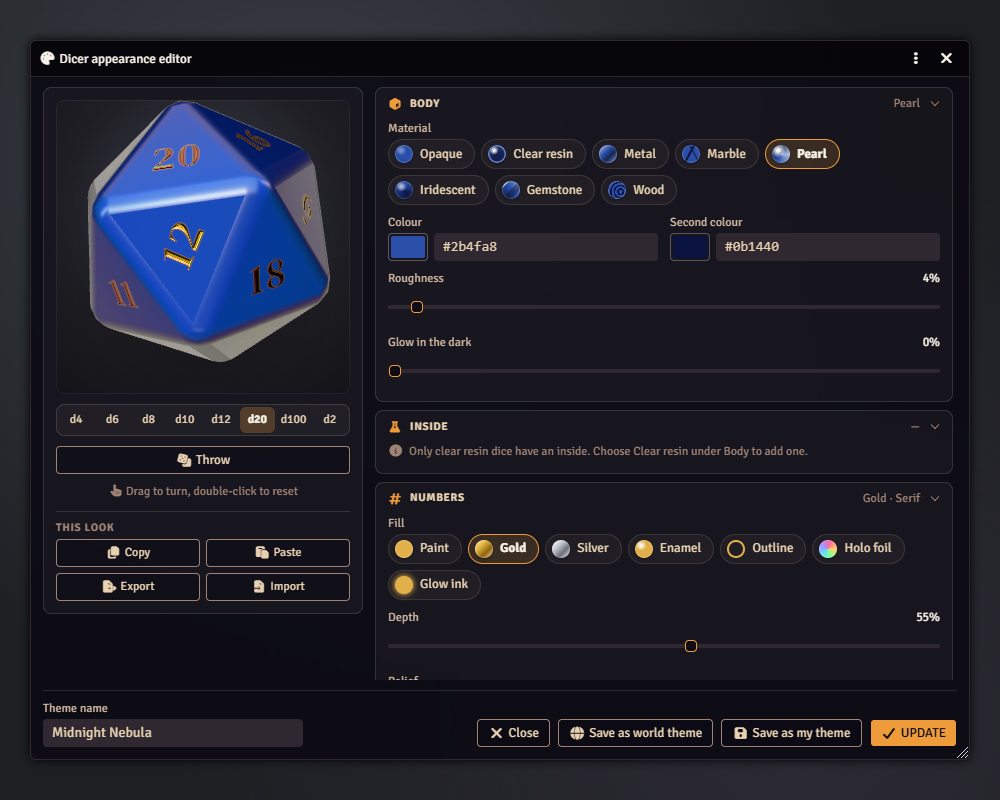 Dicer appearance editor
20
12
18
11
d4 d6 d8 d10 d12 d20 d100 d2
Throw
Drag to turn, double-click to reset
THIS LOOK
Copy Paste
Export Import
BODY Pearl
Material
Opaque Clear resin Metal Marble Pearl
Iridescent Gemstone Wood
Colour Second colour
#2b4fa8 #0b1440
Roughness 4%
Glow in the dark 0%
INSIDE –
Only clear resin dice have an inside. Choose Clear resin under Body to add one.
NUMBERS Gold · Serif
Fill
Paint Gold Silver Enamel Outline Holo foil
Glow ink
Depth 55%
Theme name
Midnight Nebula
Close Save as world theme Save as my theme UPDATE